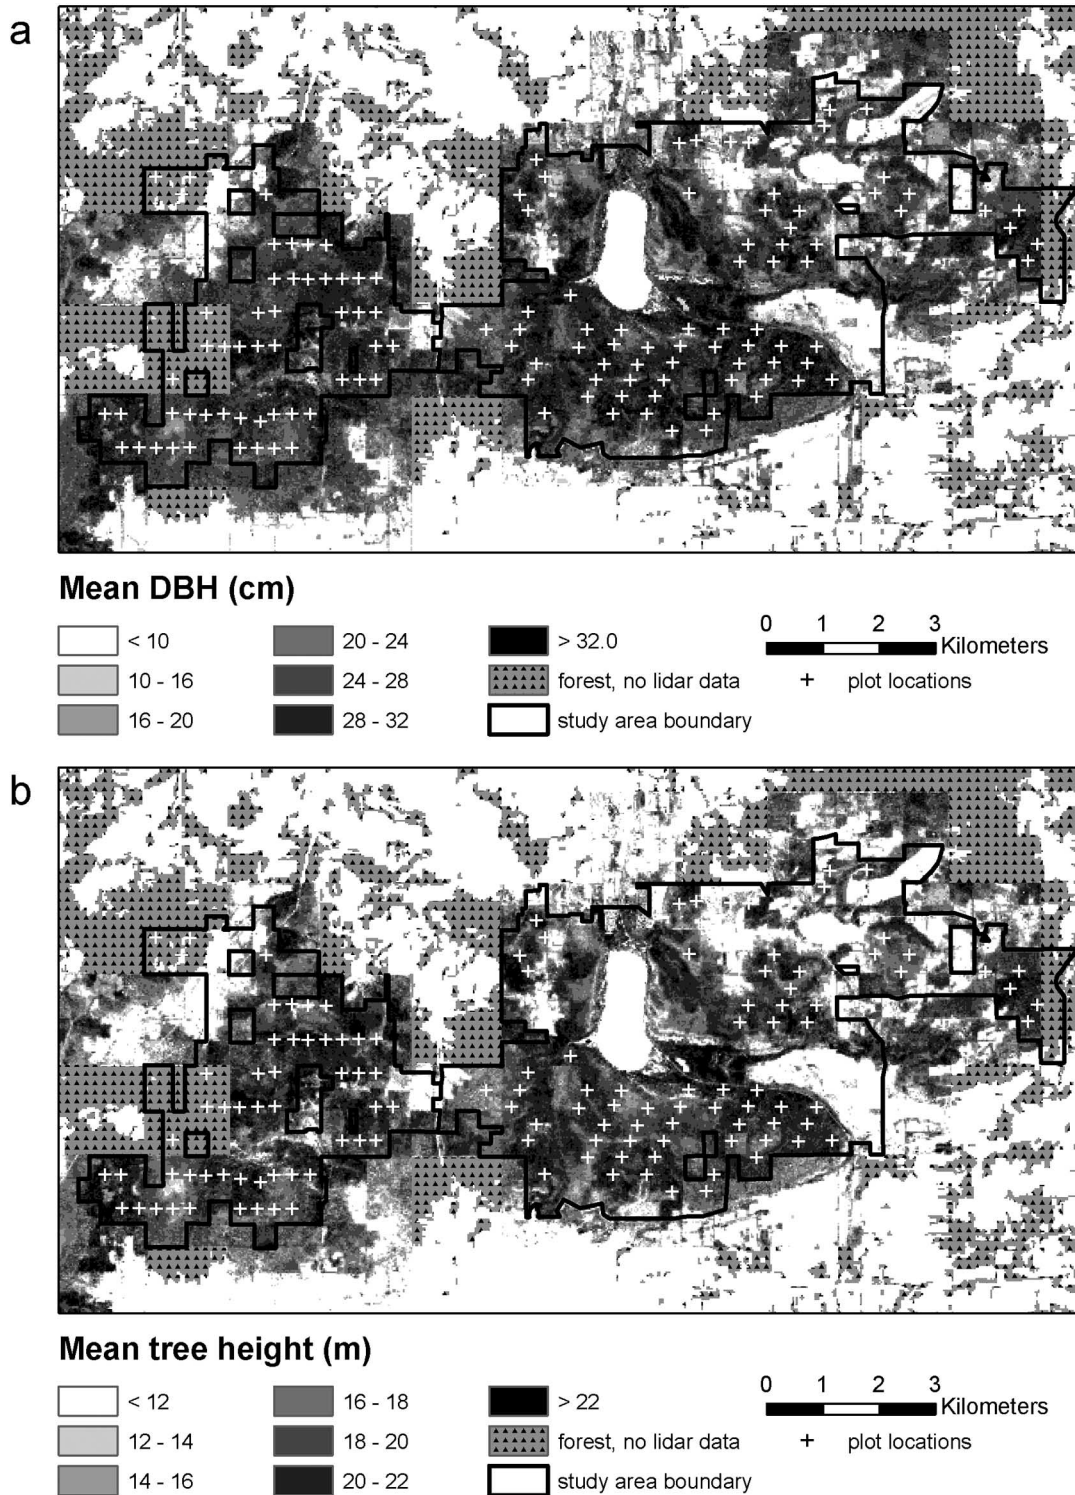 a
Mean DBH (cm)
< 10
10 - 16
16 - 20
20 - 24
24 - 28
28 - 32
> 32.0
forest, no lidar data
study area boundary
0 1 2 3
Kilometers
+ plot locations
b
Mean tree height (m)
< 12
12 - 14
14 - 16
16 - 18
18 - 20
20 - 22
> 22
forest, no lidar data
study area boundary
0 1 2 3
Kilometers
+ plot locations